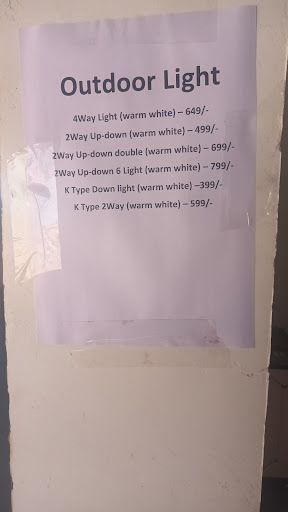 Outdoor Light
4Way Light (warm white) – 649/-
2Way Up-down (warm white) – 499/-
2Way Up-down double (warm white) – 699/-
2Way Up-down 6 Light (warm white) – 799/-
K Type Down light (warm white) –399/-
K Type 2Way (warm white) – 599/-